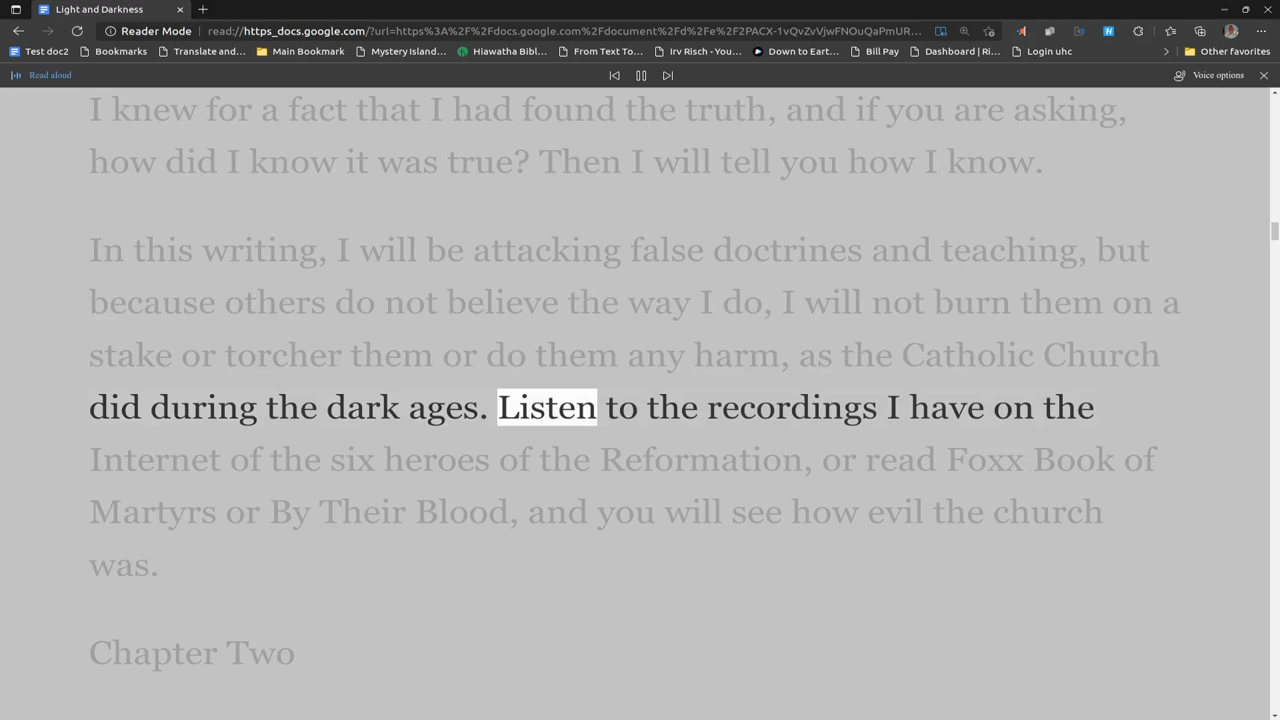 Light and Darkness
Reader Mode read://https_docs.google.com/?url=https%3A%2F%2Fdocs.google.com%2Fdocument%2Fd%2Fe%2F2PACX-1vQvZvVjwFNOuQaPmUR...
Test doc2 Bookmarks Translate and... Main Bookmark Mystery Island... Hiawatha Bibl... From Text To... Irv Risch - You... Down to Eart... Bill Pay Dashboard | Ri... Login uhc Other favorites
Read aloud Voice options
I knew for a fact that I had found the truth, and if you are asking,
how did I know it was true? Then I will tell you how I know.
In this writing, I will be attacking false doctrines and teaching, but
because others do not believe the way I do, I will not burn them on a
stake or torcher them or do them any harm, as the Catholic Church
did during the dark ages. Listen to the recordings I have on the
Internet of the six heroes of the Reformation, or read Foxx Book of
Martyrs or By Their Blood, and you will see how evil the church
was.
Chapter Two